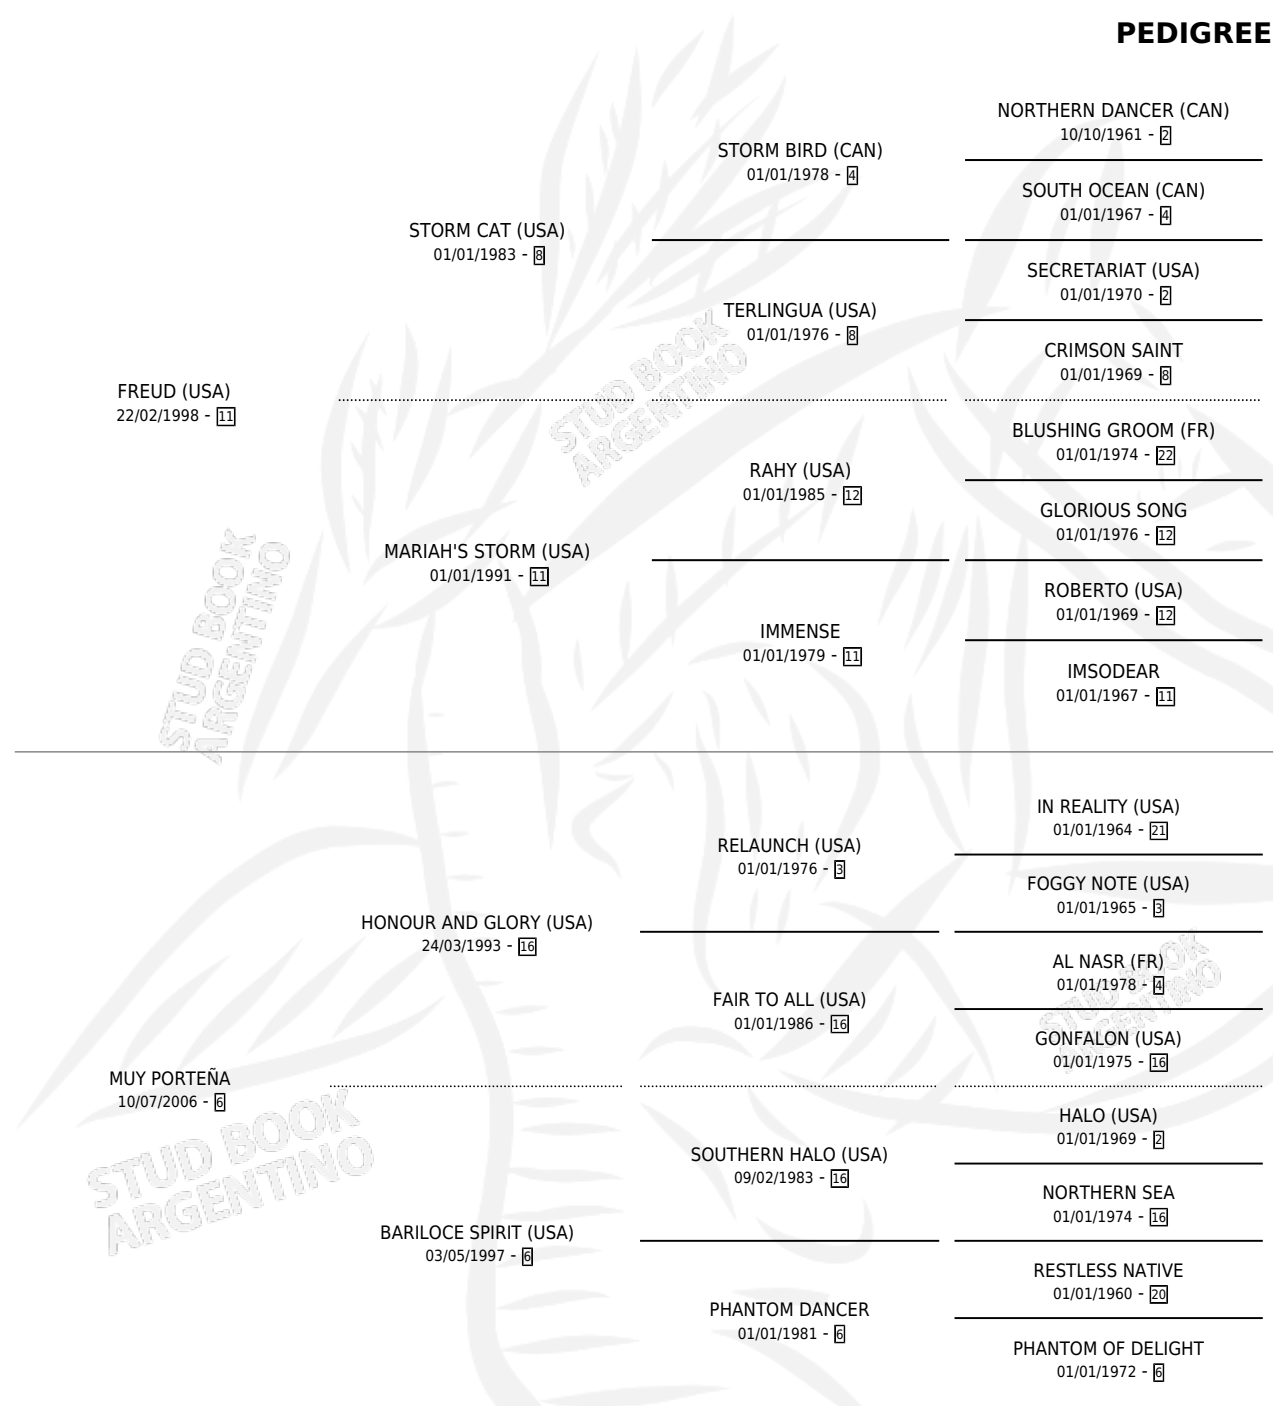 PEDIGREE
NORTHERN DANCER (CAN)
10/10/1961 - 2
STORM BIRD (CAN)
01/01/1978 - 4
SOUTH OCEAN (CAN)
01/01/1967 - 4
STORM CAT (USA)
01/01/1983 - 8
SECRETARIAT (USA)
01/01/1970 - 2
TERLINGUA (USA)
01/01/1976 - 8
CRIMSON SAINT
01/01/1969 - 8
FREUD (USA)
22/02/1998 - 11
BLUSHING GROOM (FR)
01/01/1974 - 22
RAHY (USA)
01/01/1985 - 12
GLORIOUS SONG
01/01/1976 - 12
MARIAH'S STORM (USA)
01/01/1991 - 11
ROBERTO (USA)
01/01/1969 - 12
IMMENSE
01/01/1979 - 11
IMSODEAR
01/01/1967 - 11
IN REALITY (USA)
01/01/1964 - 21
RELAUNCH (USA)
01/01/1976 - 3
FOGGY NOTE (USA)
01/01/1965 - 3
HONOUR AND GLORY (USA)
24/03/1993 - 16
AL NASR (FR)
01/01/1978 - 4
FAIR TO ALL (USA)
01/01/1986 - 16
GONFALON (USA)
01/01/1975 - 16
MUY PORTEÑA
10/07/2006 - 6
HALO (USA)
01/01/1969 - 2
SOUTHERN HALO (USA)
09/02/1983 - 16
NORTHERN SEA
01/01/1974 - 16
BARILOCE SPIRIT (USA)
03/05/1997 - 6
RESTLESS NATIVE
01/01/1960 - 20
PHANTOM DANCER
01/01/1981 - 6
PHANTOM OF DELIGHT
01/01/1972 - 6
STUD BOOK
ARGENTINO
STUD BOOK
ARGENTINO
STUD BOOK
ARGENTINO
STUD BOOK
ARGENTINO